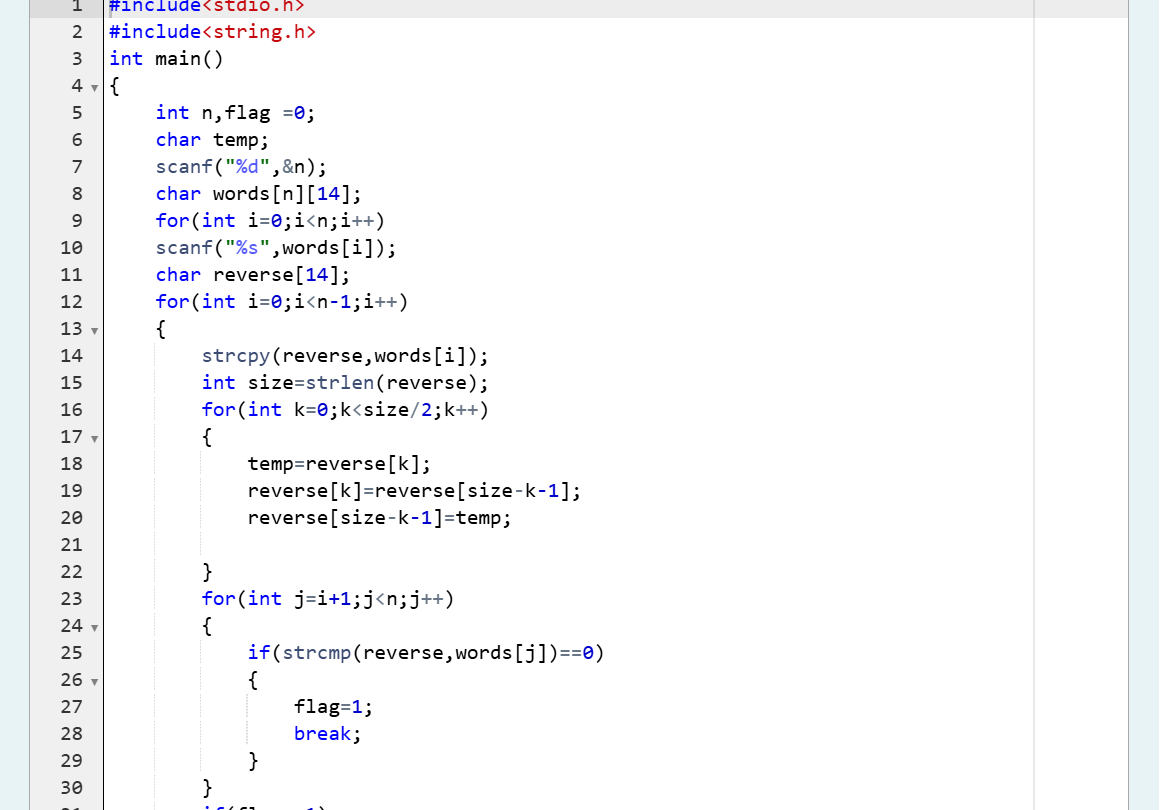 1 #include<stdio.h>
2 #include<string.h>
3 int main()
4 {
5 int n,flag =0;
6 char temp;
7 scanf("%d",&n);
8 char words[n][14];
9 for(int i=0;i<n;i++)
10 scanf("%s",words[i]);
11 char reverse[14];
12 for(int i=0;i<n-1;i++)
13 {
14 strcpy(reverse,words[i]);
15 int size=strlen(reverse);
16 for(int k=0;k<size/2;k++)
17 {
18 temp=reverse[k];
19 reverse[k]=reverse[size-k-1];
20 reverse[size-k-1]=temp;
21
22 }
23 for(int j=i+1;j<n;j++)
24 {
25 if(strcmp(reverse,words[j])==0)
26 {
27 flag=1;
28 break;
29 }
30 }